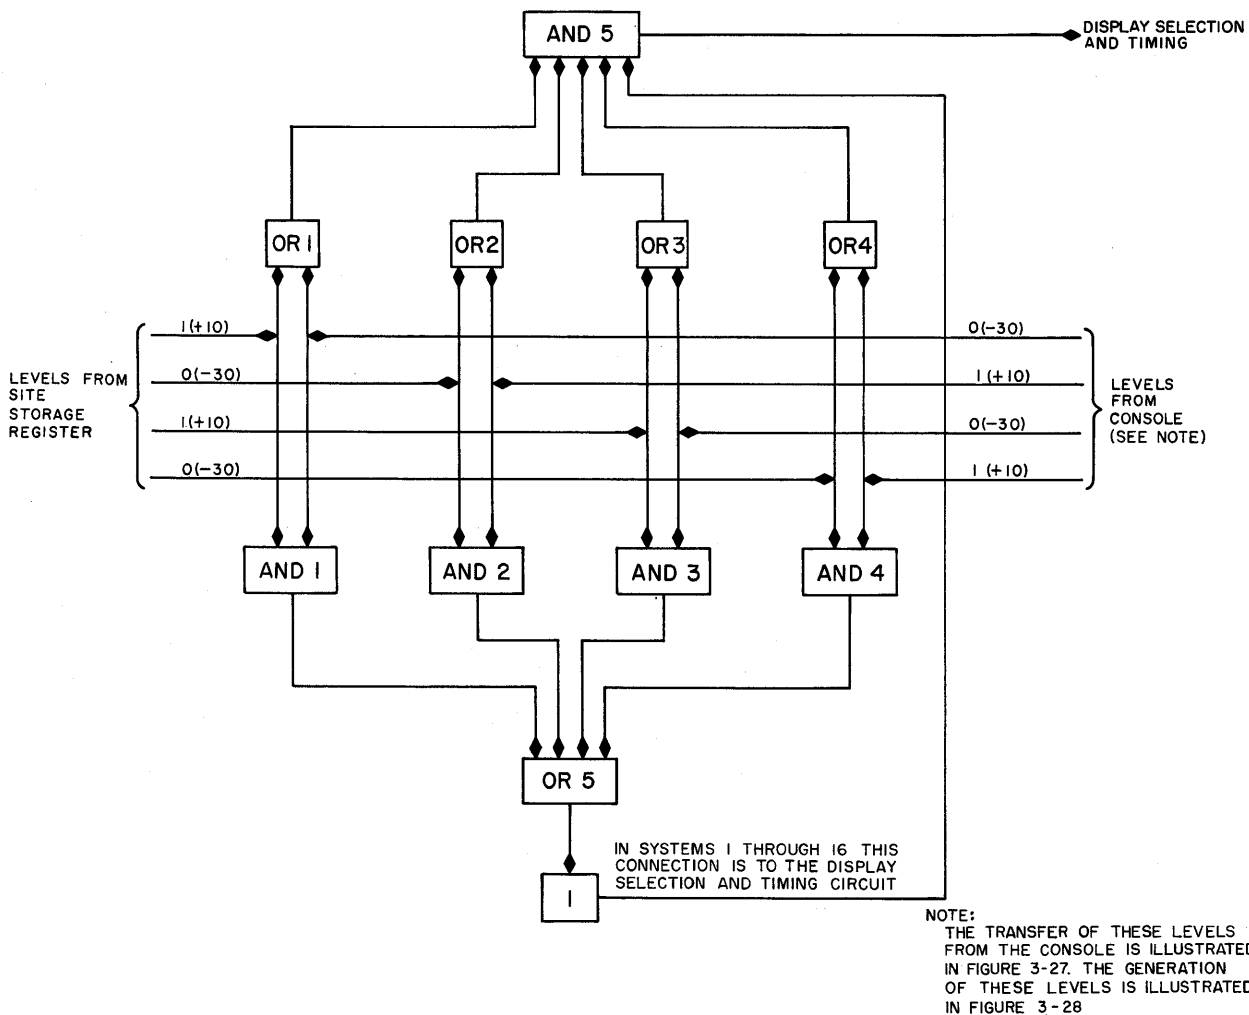 AND 5
DISPLAY SELECTION
AND TIMING
OR 1
OR2
OR3
OR4
1(+10)
0(-30)
0(-30)
1(+10)
1(+10)
0(-30)
0(-30)
1(+10)
LEVELS FROM
SITE
STORAGE
REGISTER
LEVELS
FROM
CONSOLE
(SEE NOTE)
AND 1
AND 2
AND 3
AND 4
OR 5
IN SYSTEMS 1 THROUGH 16 THIS
CONNECTION IS TO THE DISPLAY
SELECTION AND TIMING CIRCUIT
I
NOTE:
THE TRANSFER OF THESE LEVELS
FROM THE CONSOLE IS ILLUSTRATED
IN FIGURE 3-27. THE GENERATION
OF THESE LEVELS IS ILLUSTRATED
IN FIGURE 3-28